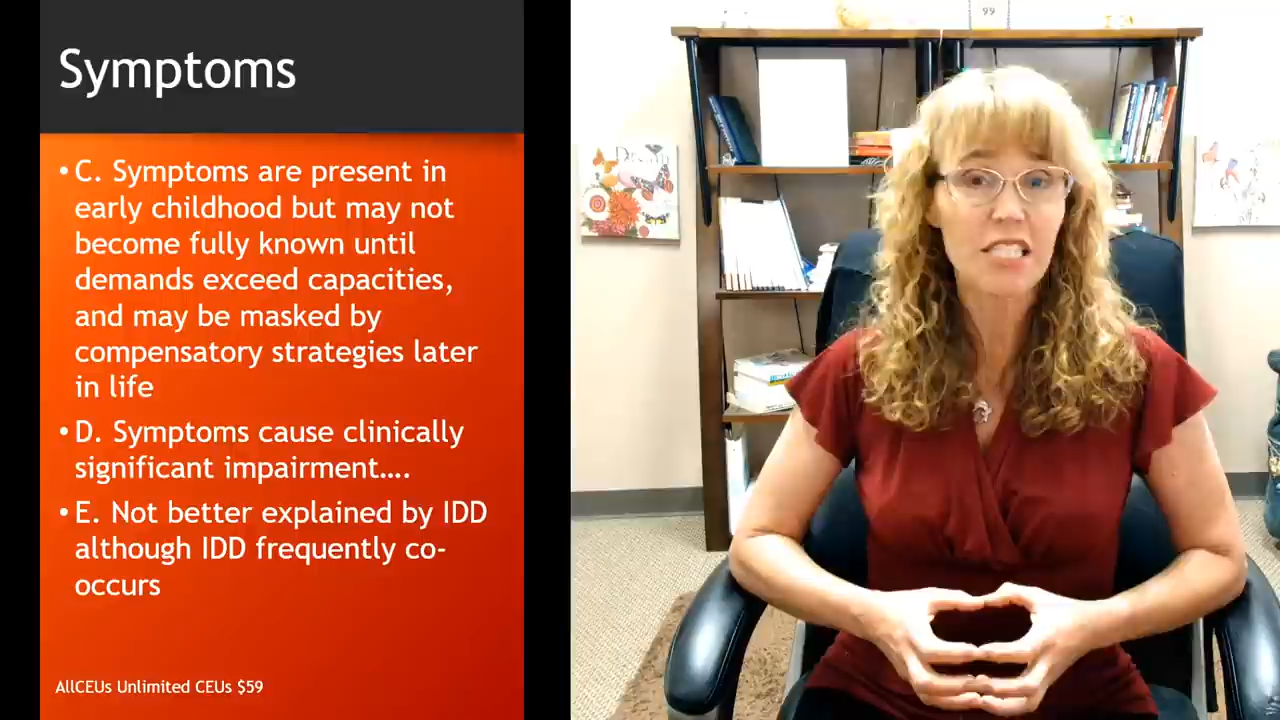 Symptoms
• C. Symptoms are present in
early childhood but may not
become fully known until
demands exceed capacities,
and may be masked by
compensatory strategies later
in life
• D. Symptoms cause clinically
significant impairment….
• E. Not better explained by IDD
although IDD frequently co-
occurs
AllCEUs Unlimited CEUs $59
99
Dream